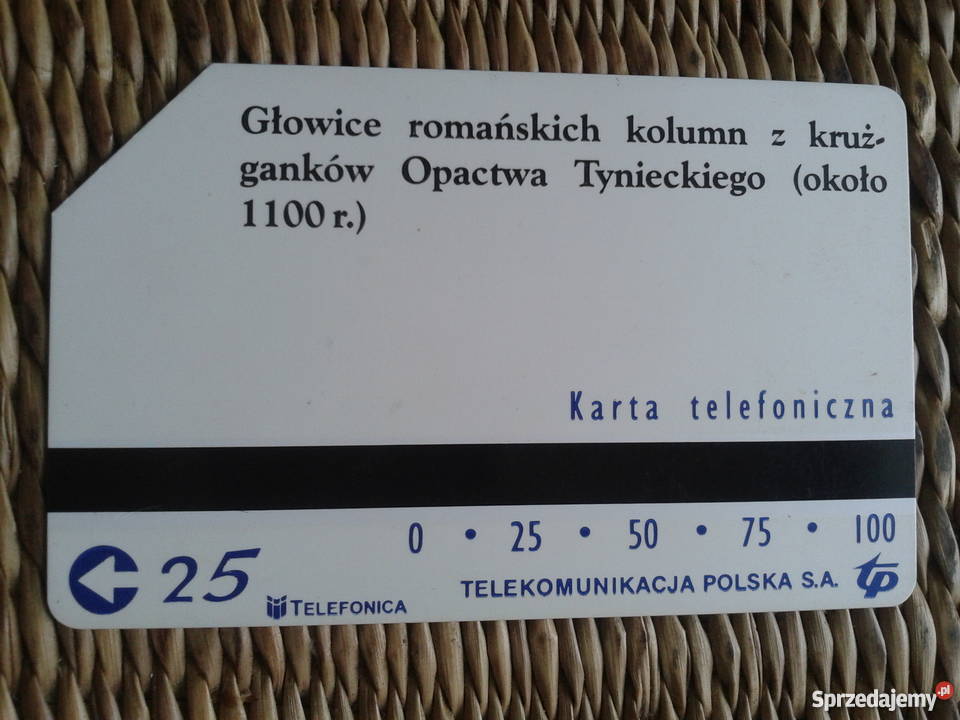 Głowice romańskich kolumn z kruż-
ganków Opactwa Tynieckiego (około
1100 r.)
Karta telefoniczna
0 • 25 • 50 • 75 • 100
25
TELEFONICA
TELEKOMUNIKACJA POLSKA S.A. tp
Sprzedajemy.pl